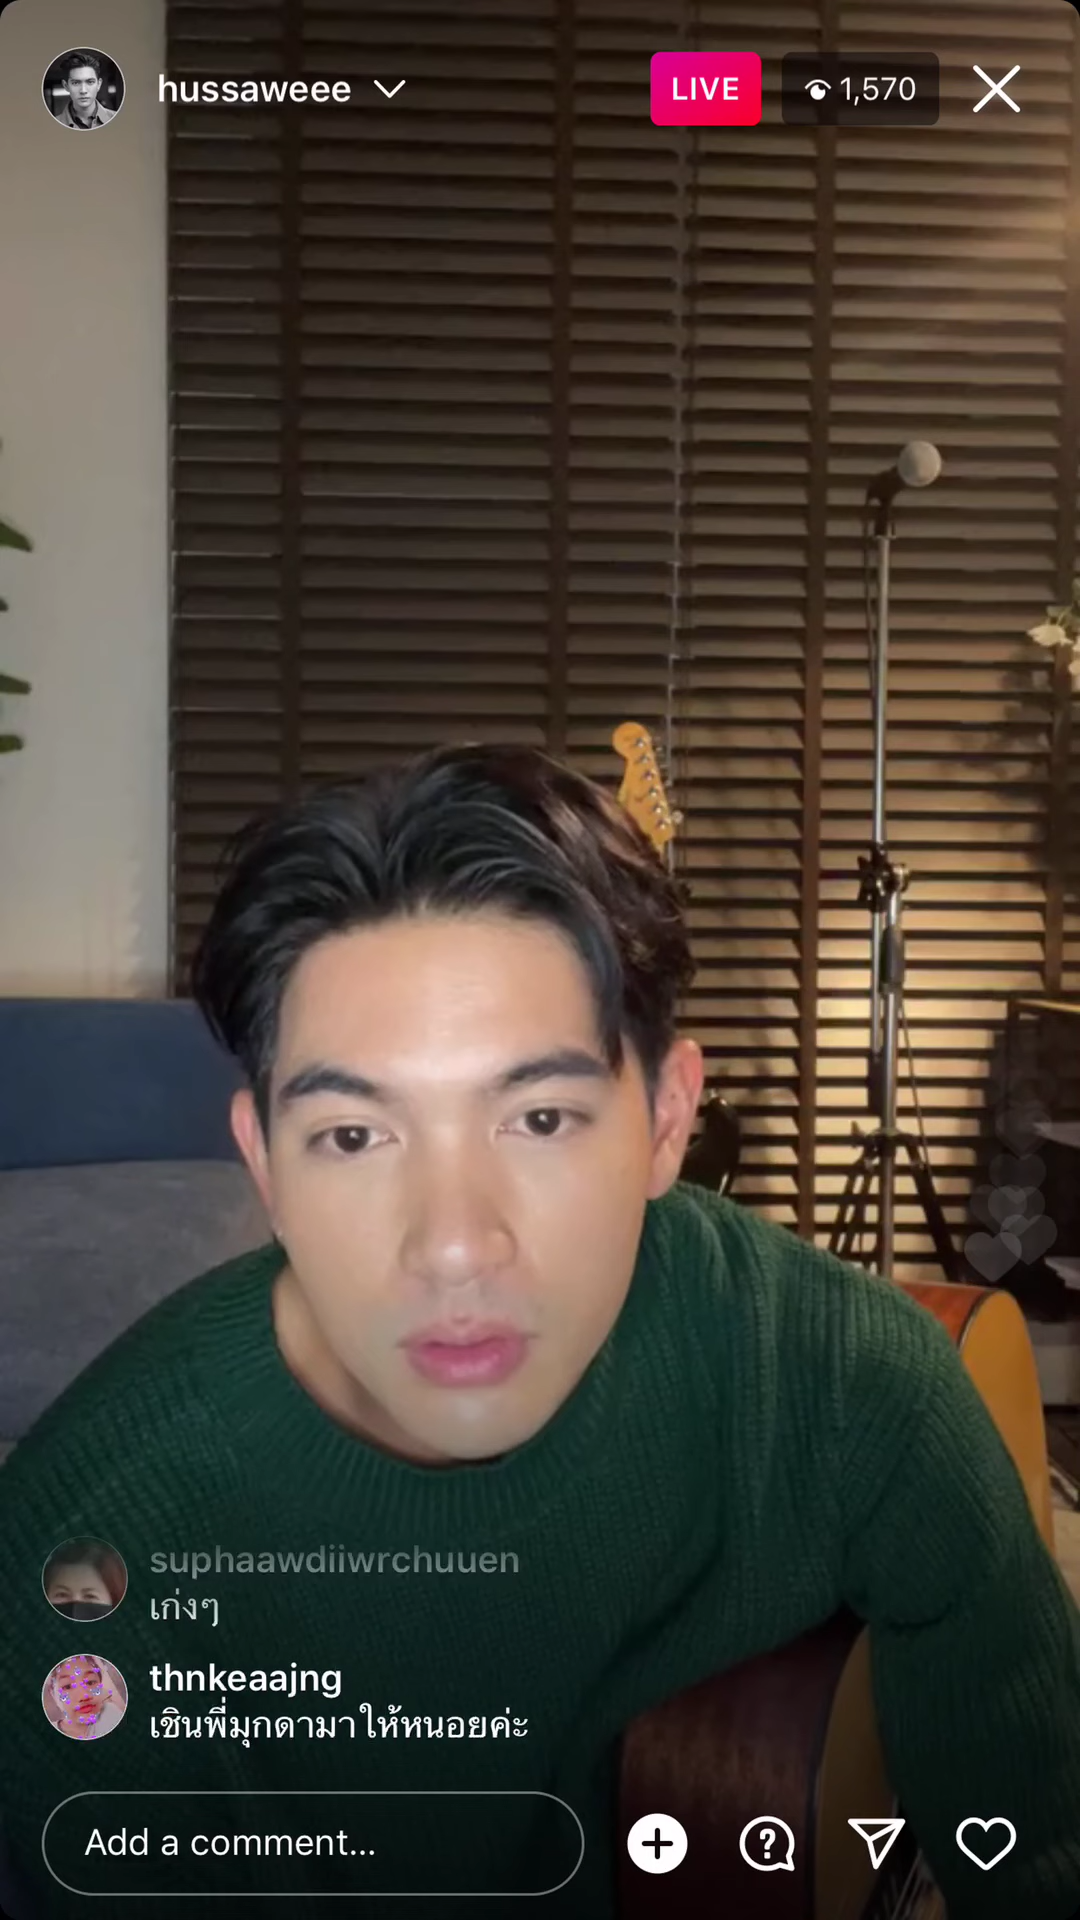 hussaweee
LIVE
1,570
suphaawdiiwrchuuen
เก่งๆ
thnkeaajng
เชินพี่มุกดามาให้หนอยค่ะ
Add a comment...